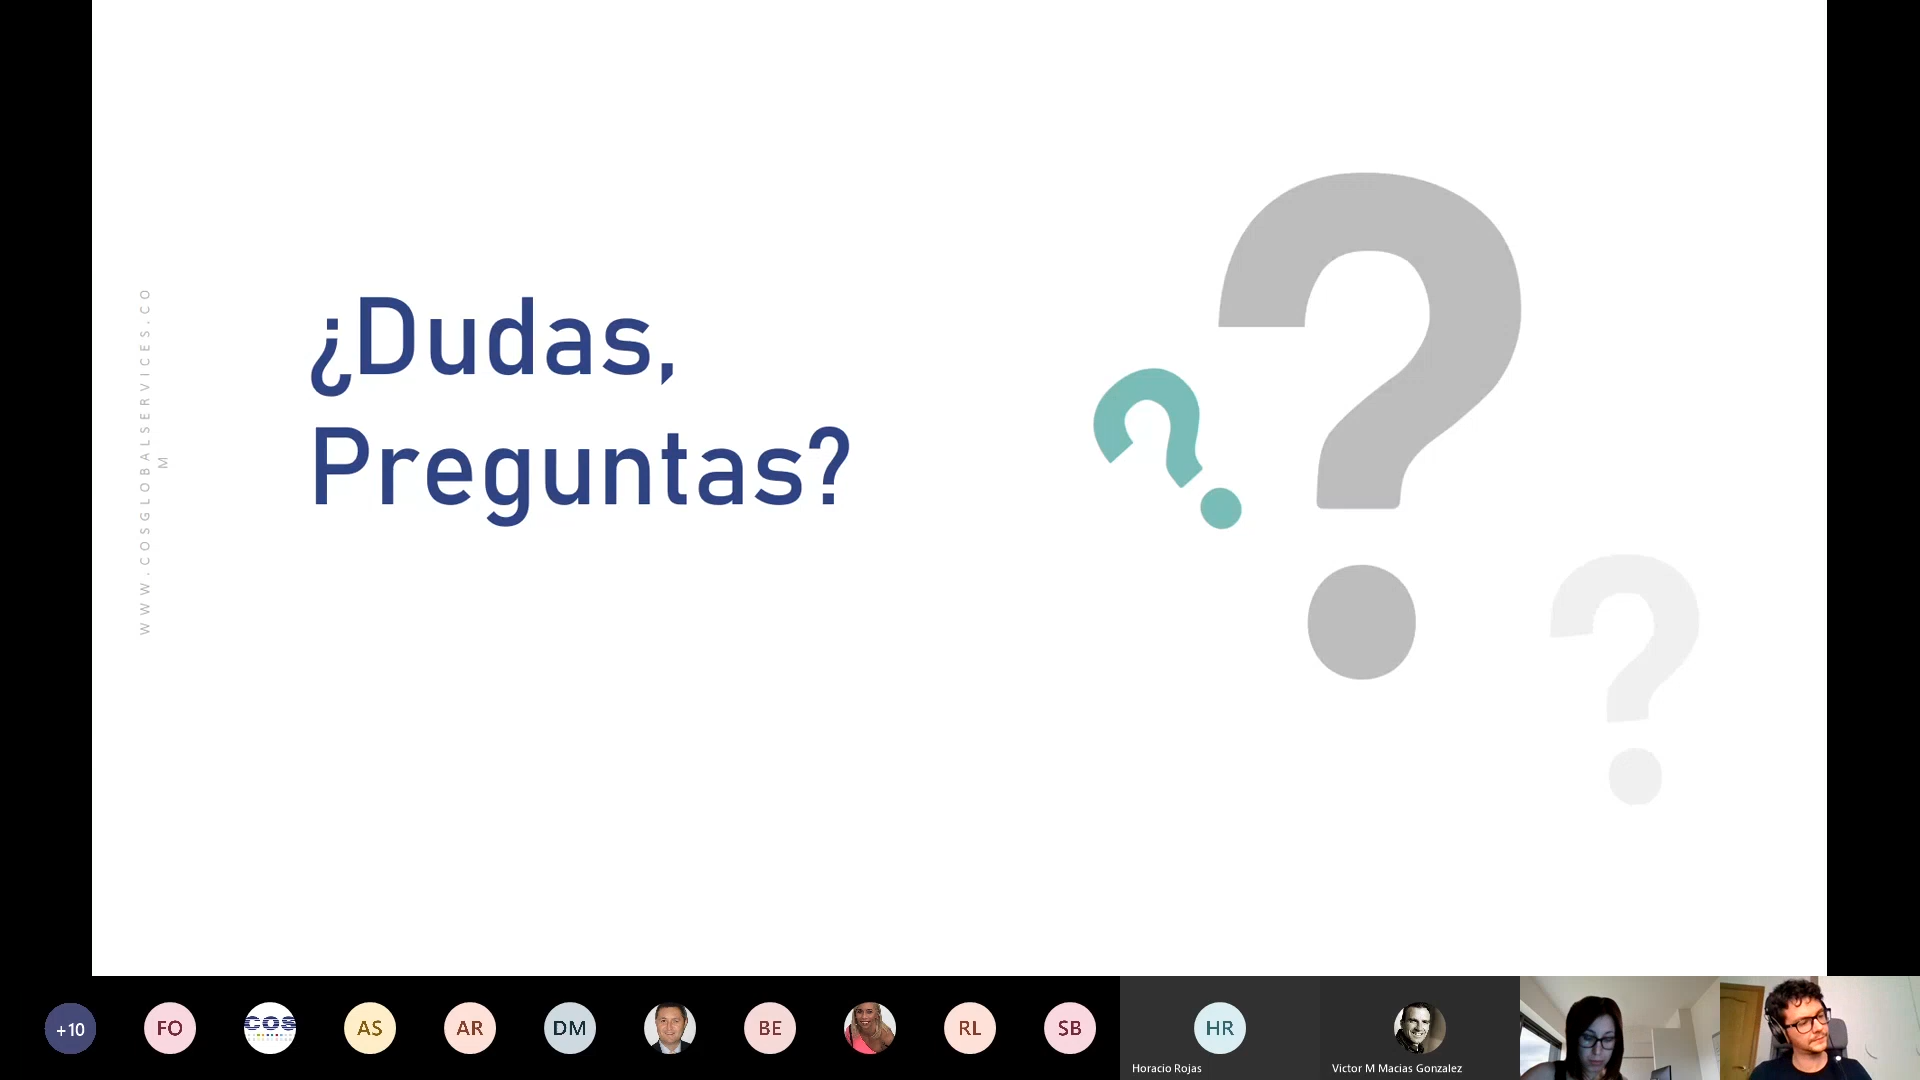 ¿Dudas,
Preguntas?
WWW.COSGLOBALSERVICES.CO
M
+10
FO
COS
AS
AR
DM
BE
RL
SB
HR
Horacio Rojas
Victor M Macias Gonzalez